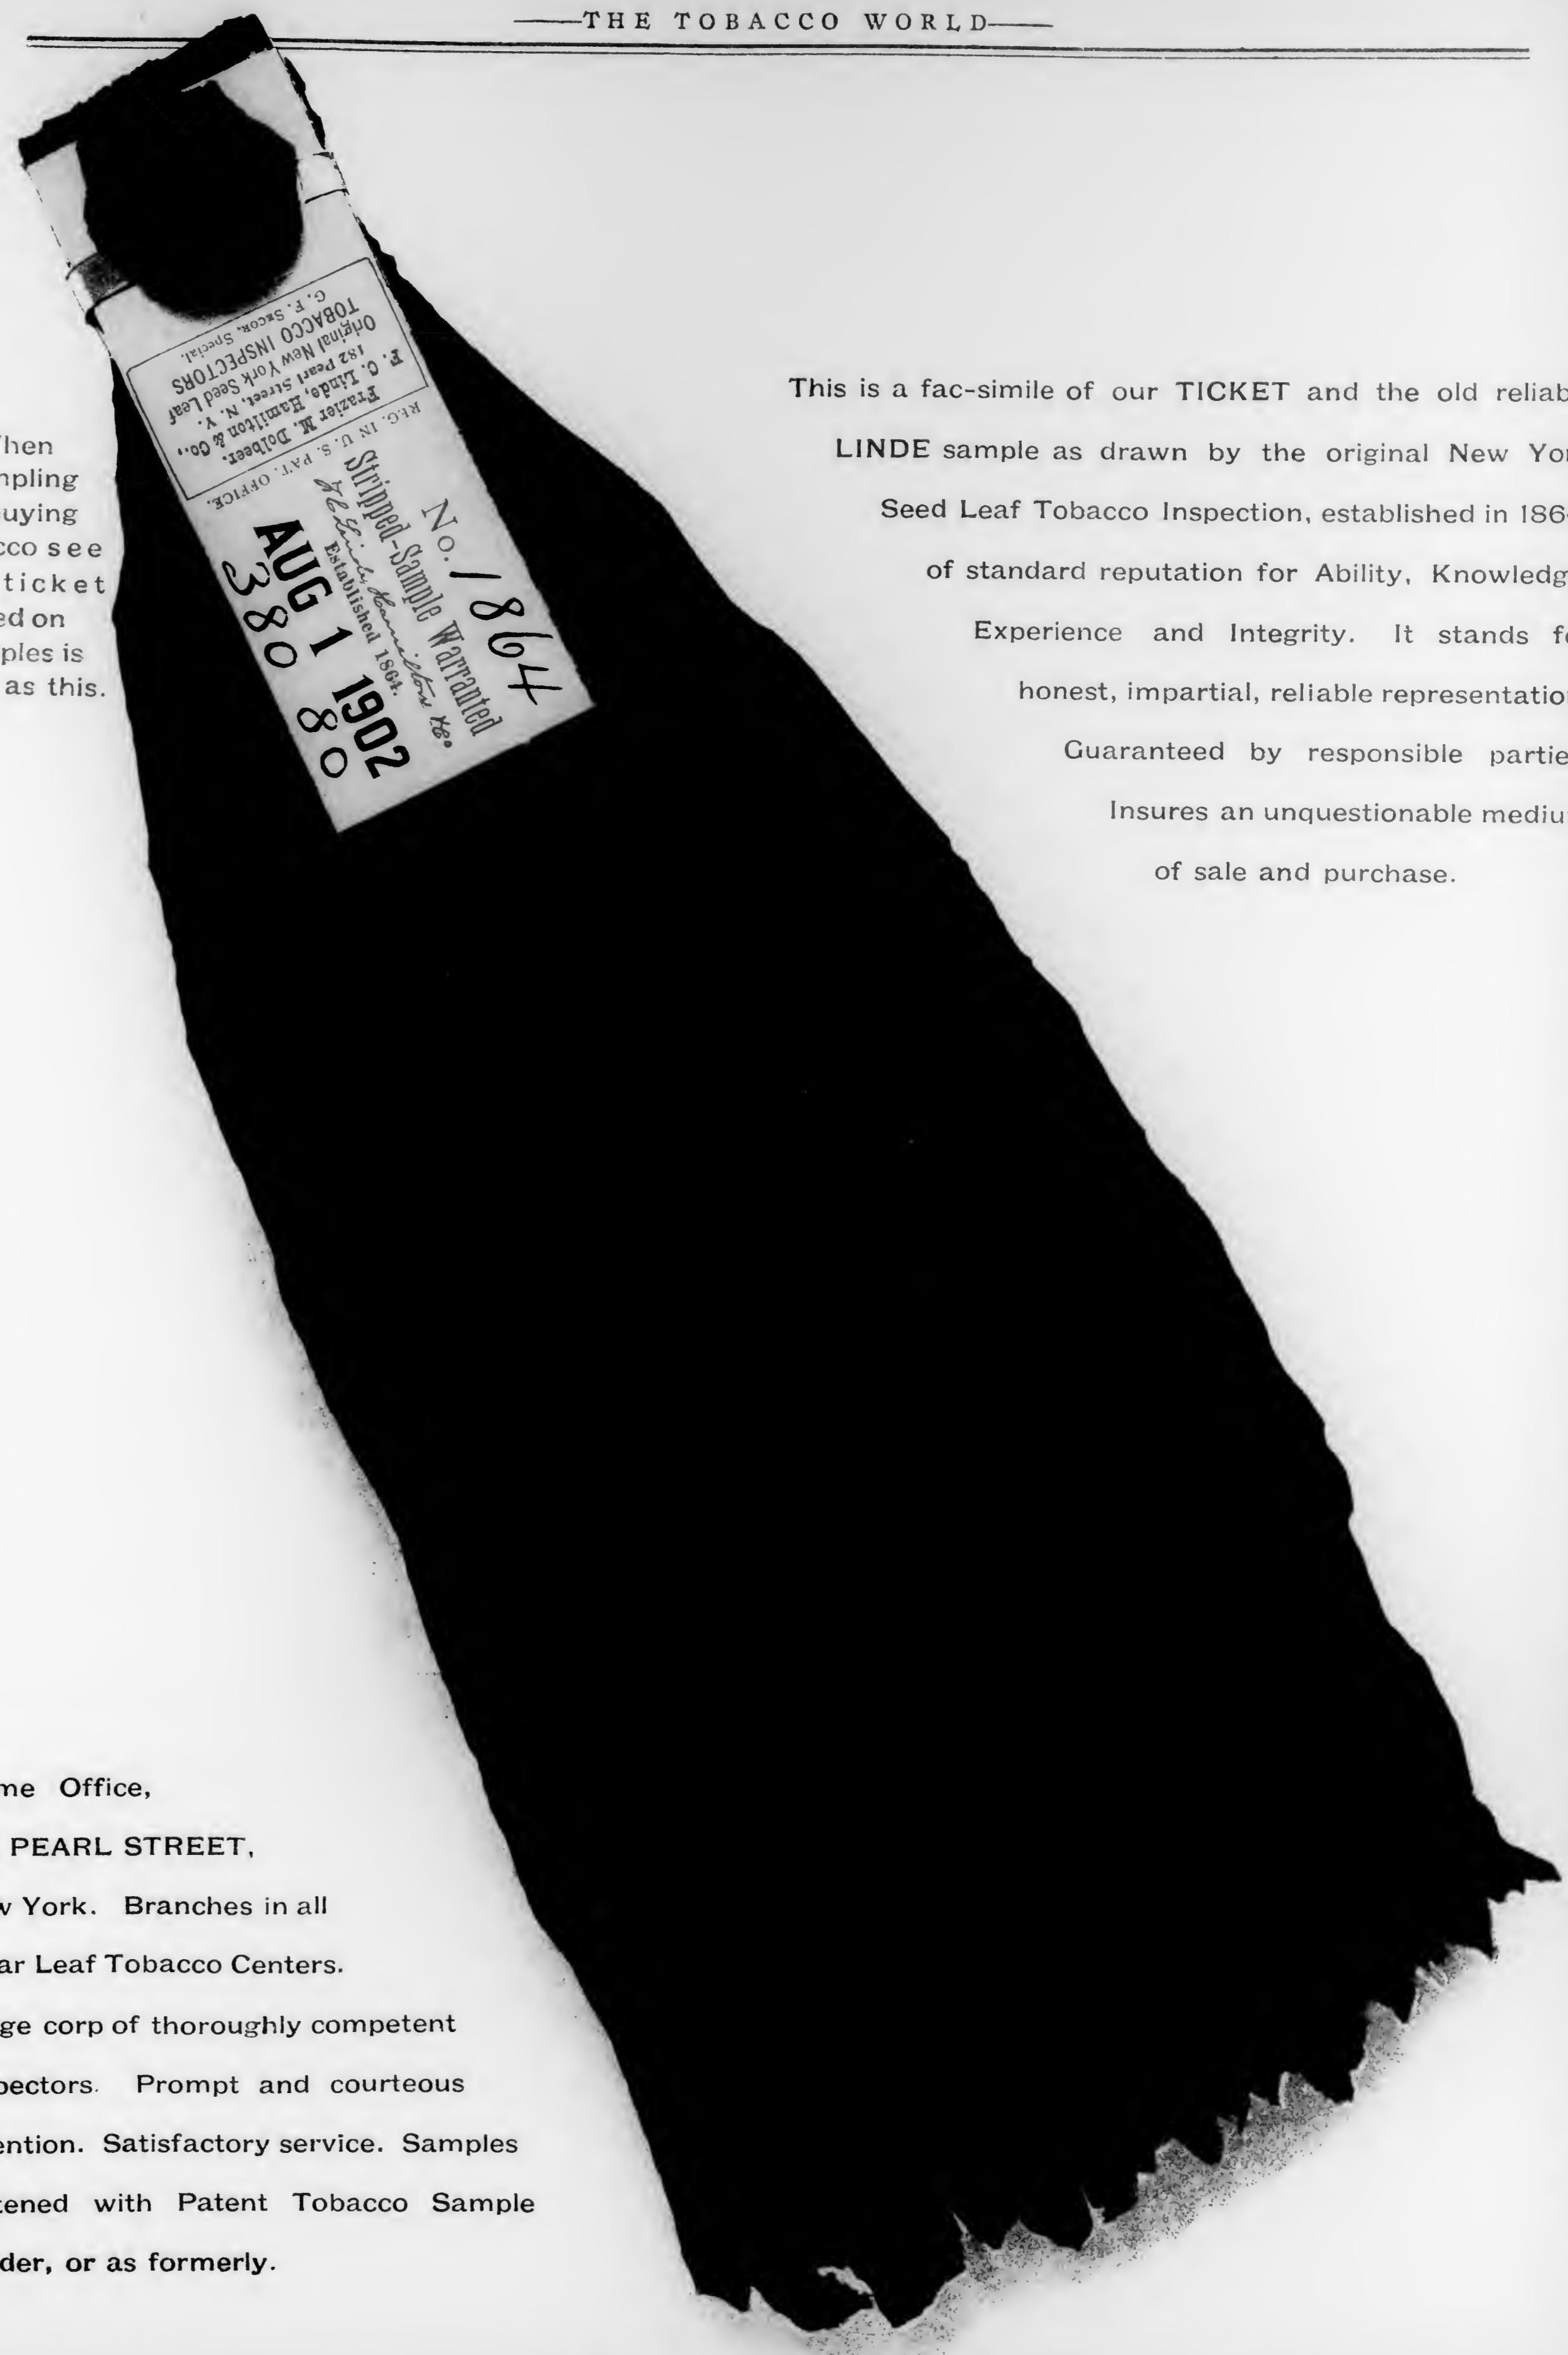 THE TOBACCO WORLD
G. F. SECOR, Special.
TOBACCO INSPECTORS
Original New York Seed Leaf
182 Pearl Street, N. Y.
F. C. Linde, Hamilton & Co.,
Frazier M. Dolbeer.
REG. IN U. S. PAT. OFFICE.
No. 1864
Stripped-Sample Warranted
F C Linde, Hamilton & Co.
Established 1864.
AUG 1 1902
380 80
hen
npling
uying
cco see
ticket
ed on
ples is
as this.
This is a fac-simile of our TICKET and the old reliab
LINDE sample as drawn by the original New Yor
Seed Leaf Tobacco Inspection, established in 186
of standard reputation for Ability, Knowledg
Experience and Integrity. It stands f
honest, impartial, reliable representatio
Guaranteed by responsible partie
Insures an unquestionable mediu
of sale and purchase.
me Office,
PEARL STREET,
w York. Branches in all
ar Leaf Tobacco Centers.
ge corp of thoroughly competent
pectors. Prompt and courteous
ention. Satisfactory service. Samples
tened with Patent Tobacco Sample
der, or as formerly.